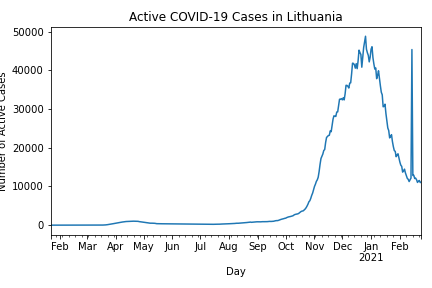 Active COVID-19 Cases in Lithuania
Number of Active Cases
50000
40000
30000
20000
10000
0
Feb Mar Apr May Jun Jul Aug Sep Oct Nov Dec Jan Feb
2021
Day